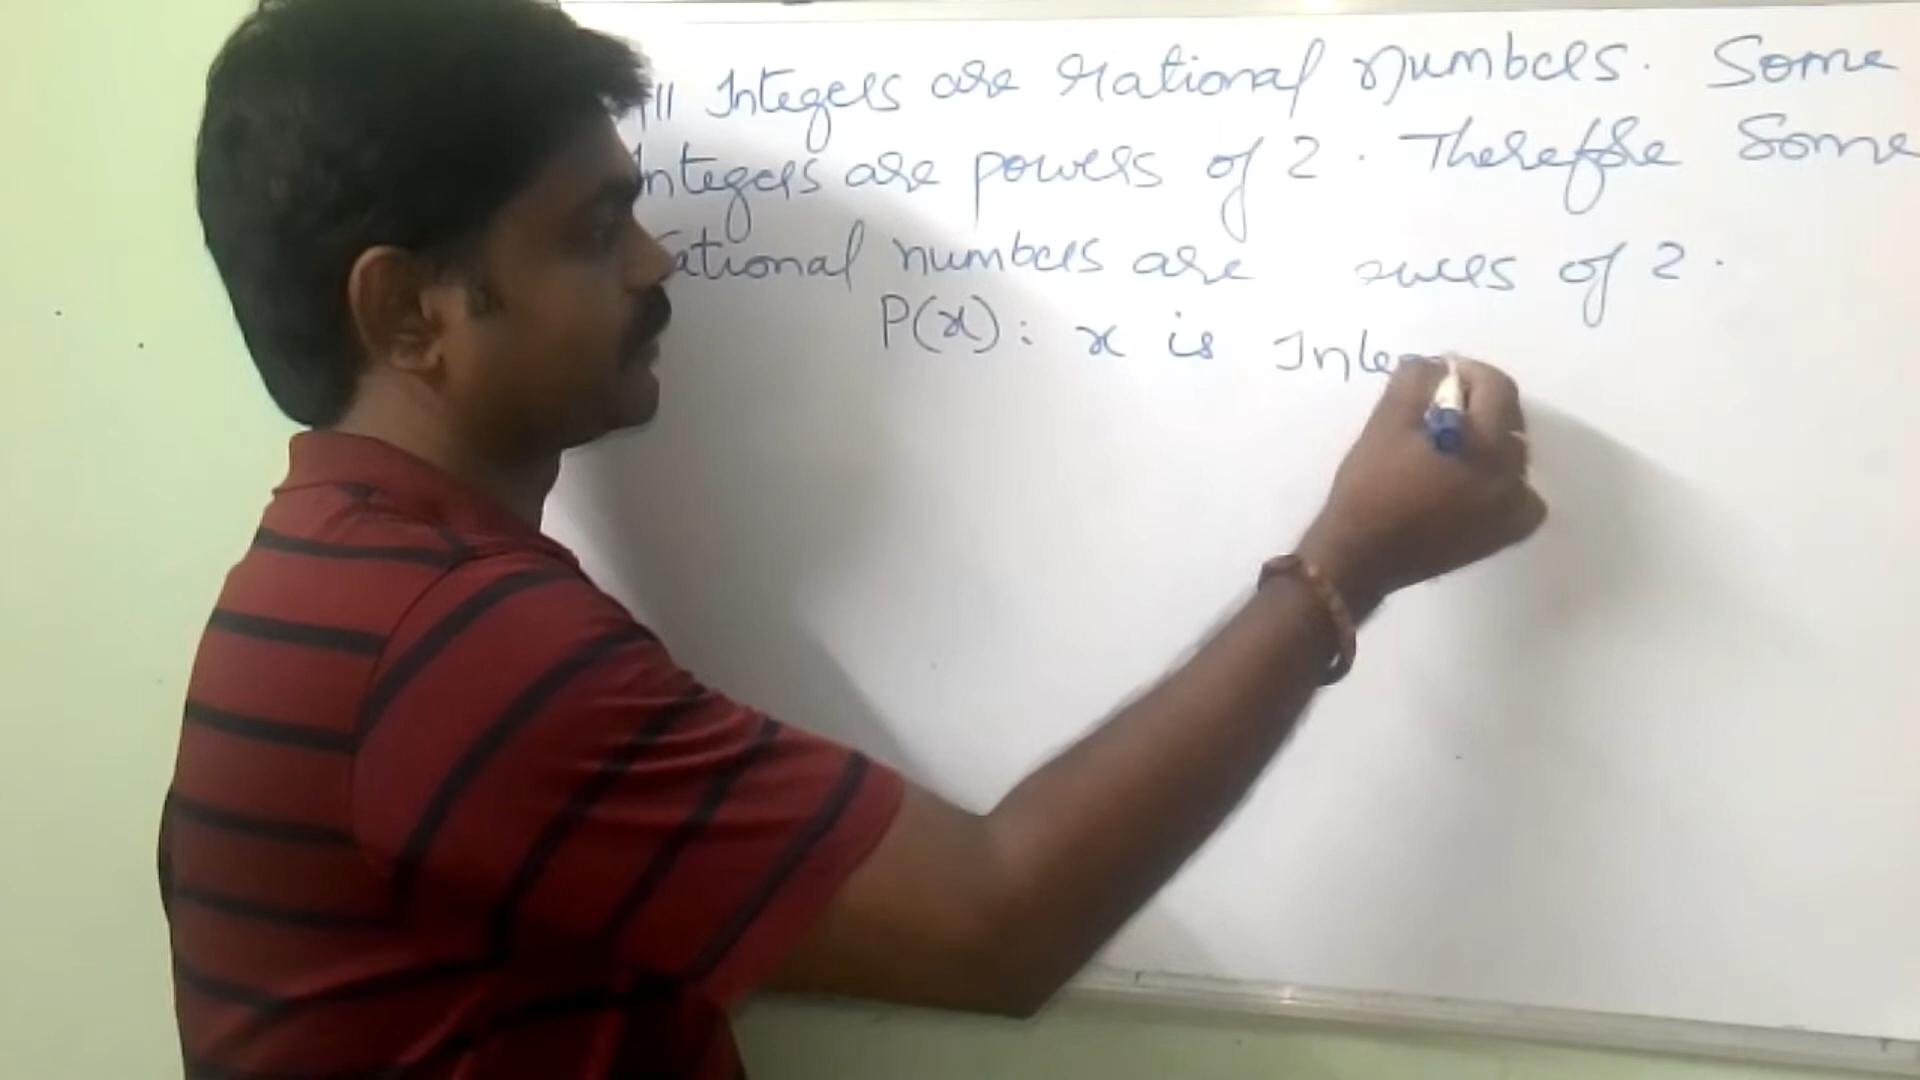 All Integers are rational numbers. Some
Integers are powers of 2. Therefore Some
rational numbers are of 2.
P(x): x is Inte